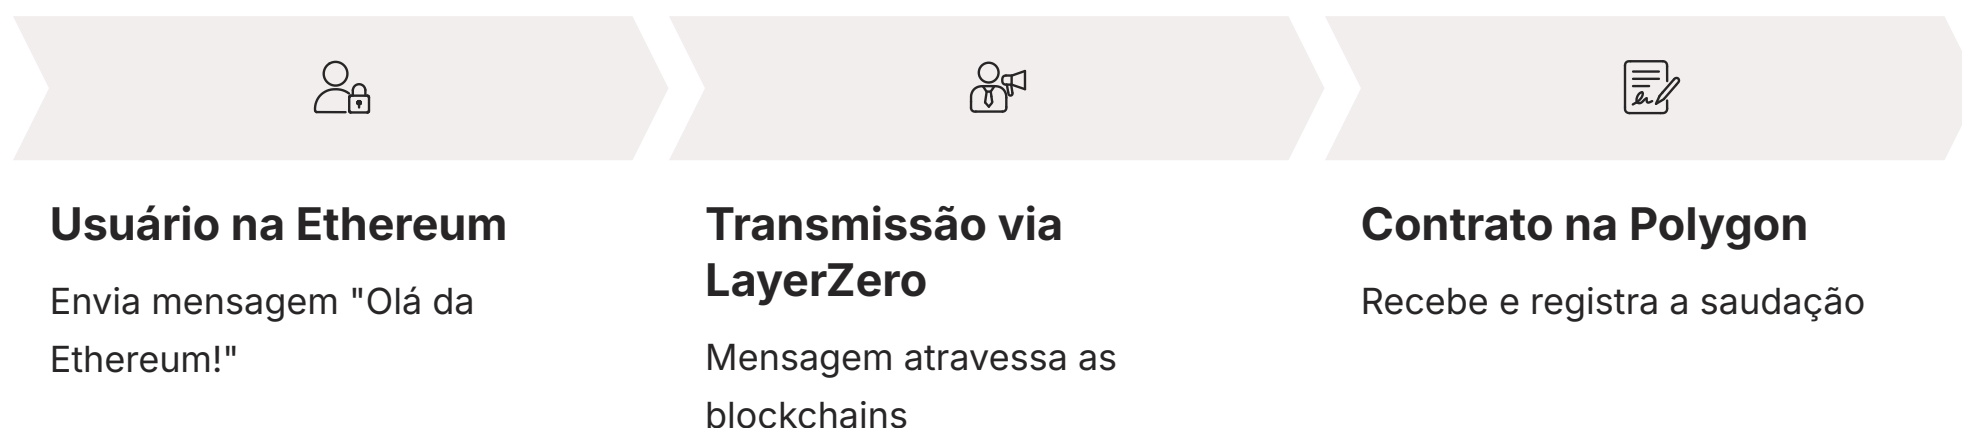 Usuário na Ethereum
Envia mensagem "Olá da
Ethereum!"
Transmissão via
LayerZero
Mensagem atravessa as
blockchains
Contrato na Polygon
Recebe e registra a saudação